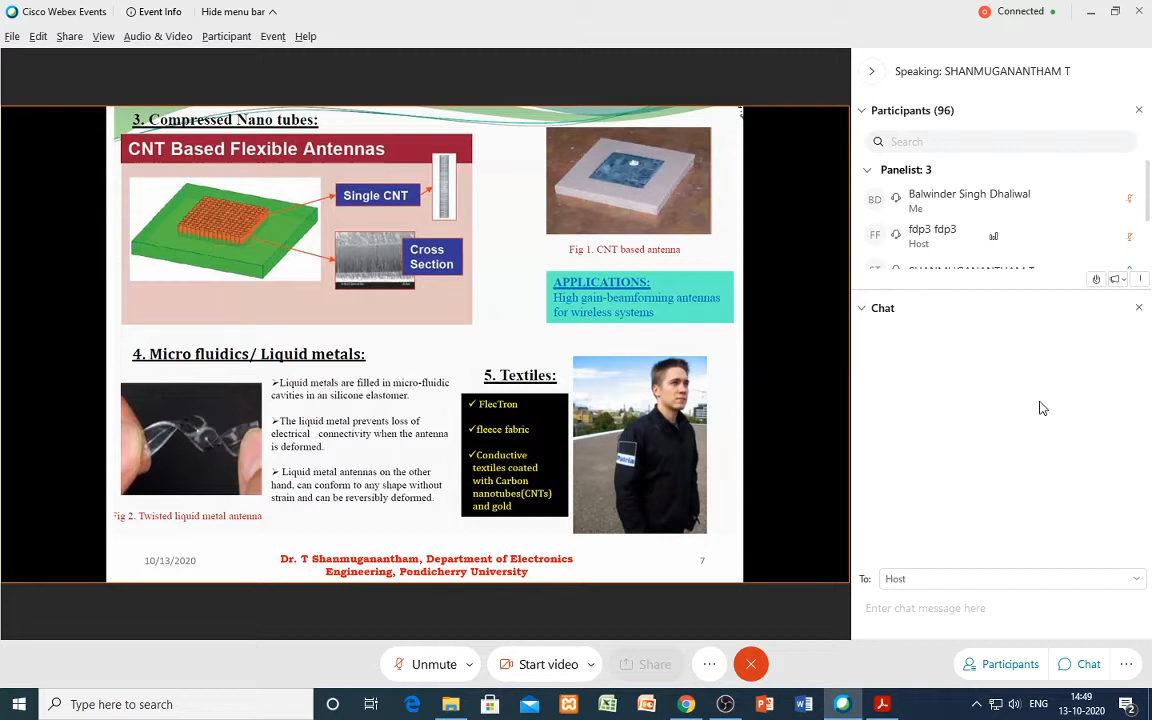 Cisco Webex Events
Event Info
Hide menu bar
Connected
File Edit Share View Audio & Video Participant Event Help
Speaking: SHANMUGANANTHAM T
Participants (96)
Search
Panelist: 3
BD
Balwinder Singh Dhaliwal
Me
FF
fdp3 fdp3
Host
SHANMUGANANTHAM T
Chat
To:
Host
Enter chat message here
3. Compressed Nano tubes:
CNT Based Flexible Antennas
Single CNT
Cross
Section
Fig 1. CNT based antenna
APPLICATIONS:
High gain-beamforming antennas
for wireless systems
4. Micro fluidics/ Liquid metals:
➢Liquid metals are filled in micro-fluidic
cavities in an silicone elastomer.
➢The liquid metal prevents loss of
electrical connectivity when the antenna
is deformed.
➢ Liquid metal antennas on the other
hand, can conform to any shape without
strain and can be reversibly deformed.
Fig 2. Twisted liquid metal antenna
5. Textiles:
✓ FlecTron
✓fleece fabric
✓Conductive
textiles coated
with Carbon
nanotubes(CNTs)
and gold
Patria
10/13/2020
Dr. T Shanmuganantham, Department of Electronics
Engineering, Pondicherry University
7
Unmute
Start video
Share
Participants
Chat
Type here to search
ENG
14:49
13-10-2020
2